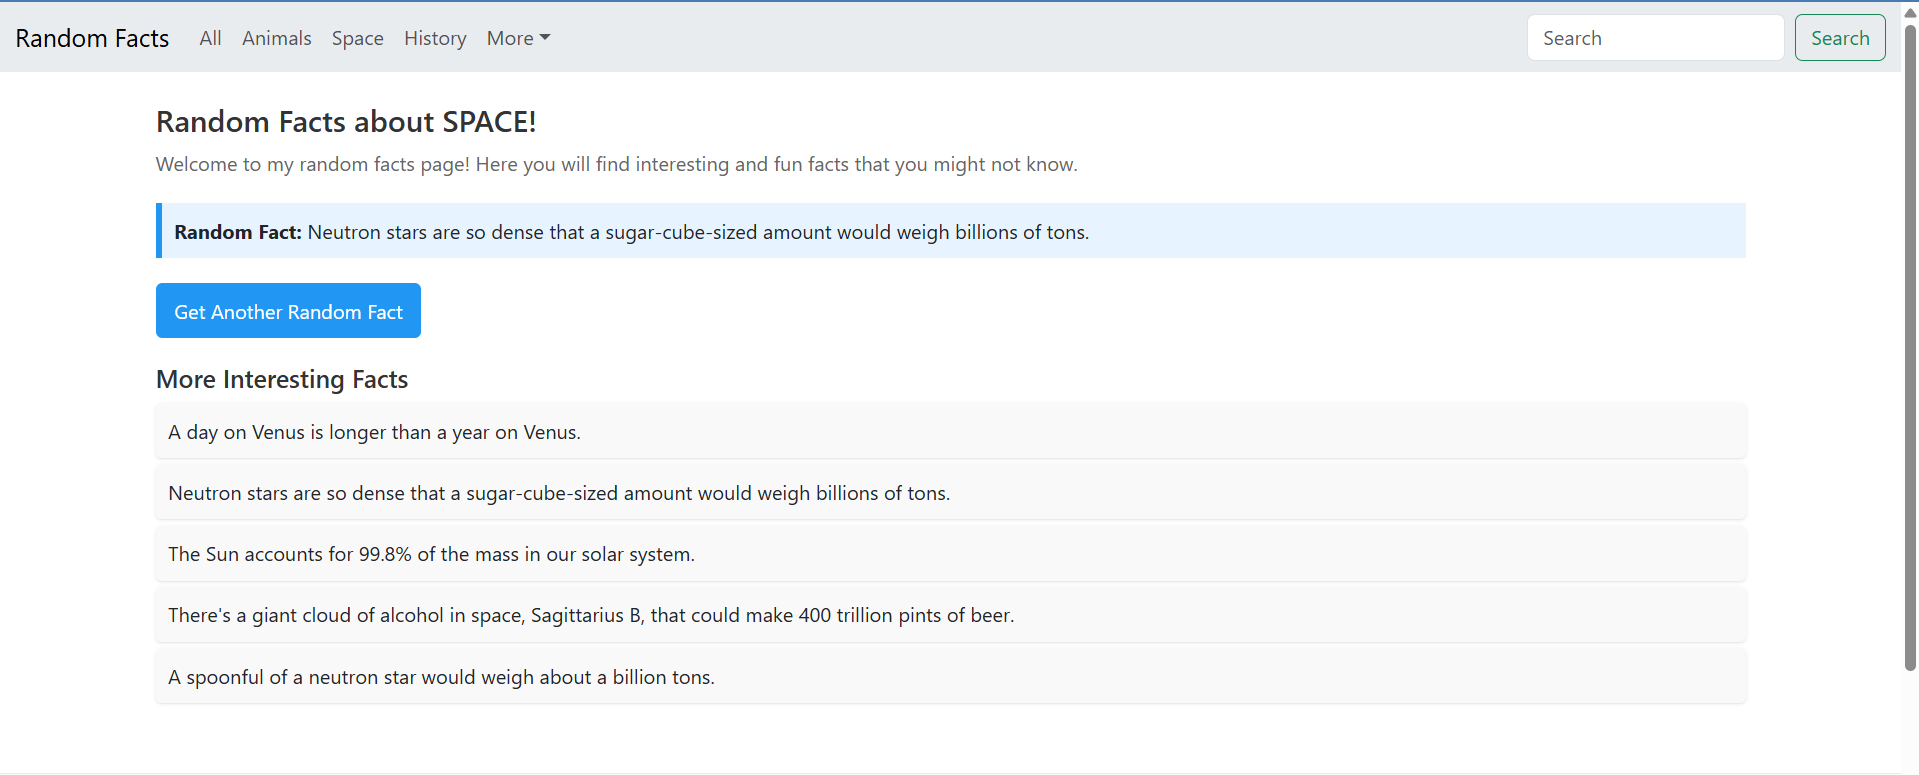 Random Facts All Animals Space History More Search Search
Random Facts about SPACE!
Welcome to my random facts page! Here you will find interesting and fun facts that you might not know.
Random Fact: Neutron stars are so dense that a sugar-cube-sized amount would weigh billions of tons.
Get Another Random Fact
More Interesting Facts
A day on Venus is longer than a year on Venus.
Neutron stars are so dense that a sugar-cube-sized amount would weigh billions of tons.
The Sun accounts for 99.8% of the mass in our solar system.
There's a giant cloud of alcohol in space, Sagittarius B, that could make 400 trillion pints of beer.
A spoonful of a neutron star would weigh about a billion tons.